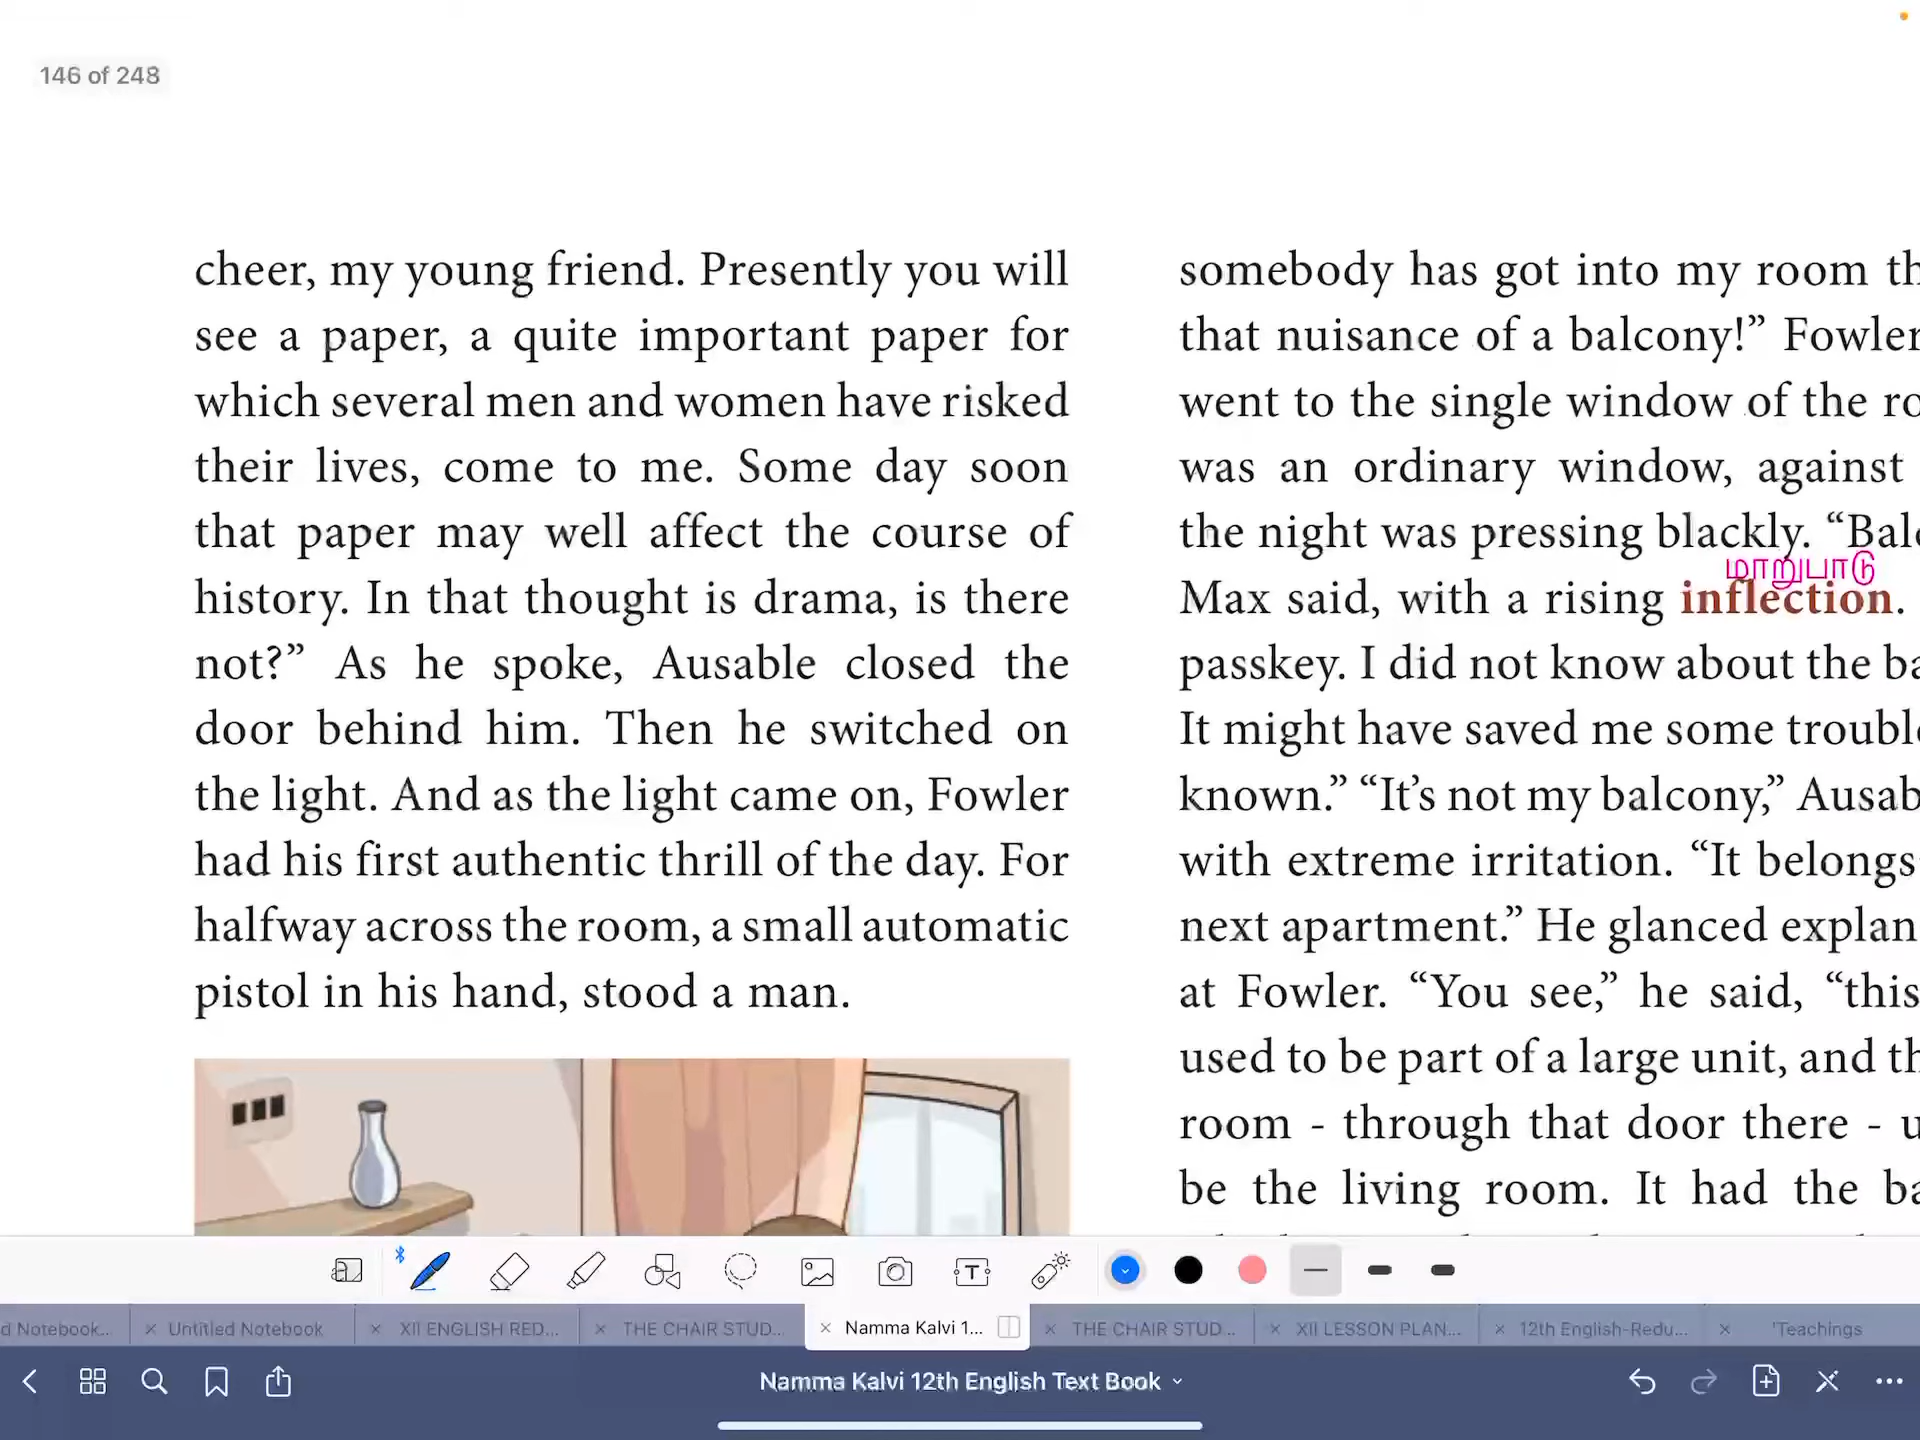 146 of 248
cheer, my young friend. Presently you will
see a paper, a quite important paper for
which several men and women have risked
their lives, come to me. Some day soon
that paper may well affect the course of
history. In that thought is drama, is there
not?” As he spoke, Ausable closed the
door behind him. Then he switched on
the light. And as the light came on, Fowler
had his first authentic thrill of the day. For
halfway across the room, a small automatic
pistol in his hand, stood a man.
somebody has got into my room
that nuisance of a balcony!” Fowler
went to the single window of the
was an ordinary window, against
the night was pressing blackly.
மாறுபாடு
Max said, with a rising inflection.
passkey. I did not know about the
It might have saved me some
known.” “It’s not my balcony,”
with extreme irritation. “It belongs
next apartment.” He glanced
at Fowler. “You see,” he said, “this
used to be part of a large unit, and
room - through that door there -
be the living room. It had the
d Notebook...
Untitled Notebook
XII ENGLISH RED...
THE CHAIR STUD...
Namma Kalvi 1...
THE CHAIR STUD...
XII LESSON PLAN...
12th English-Redu...
'Teachings
Namma Kalvi 12th English Text Book